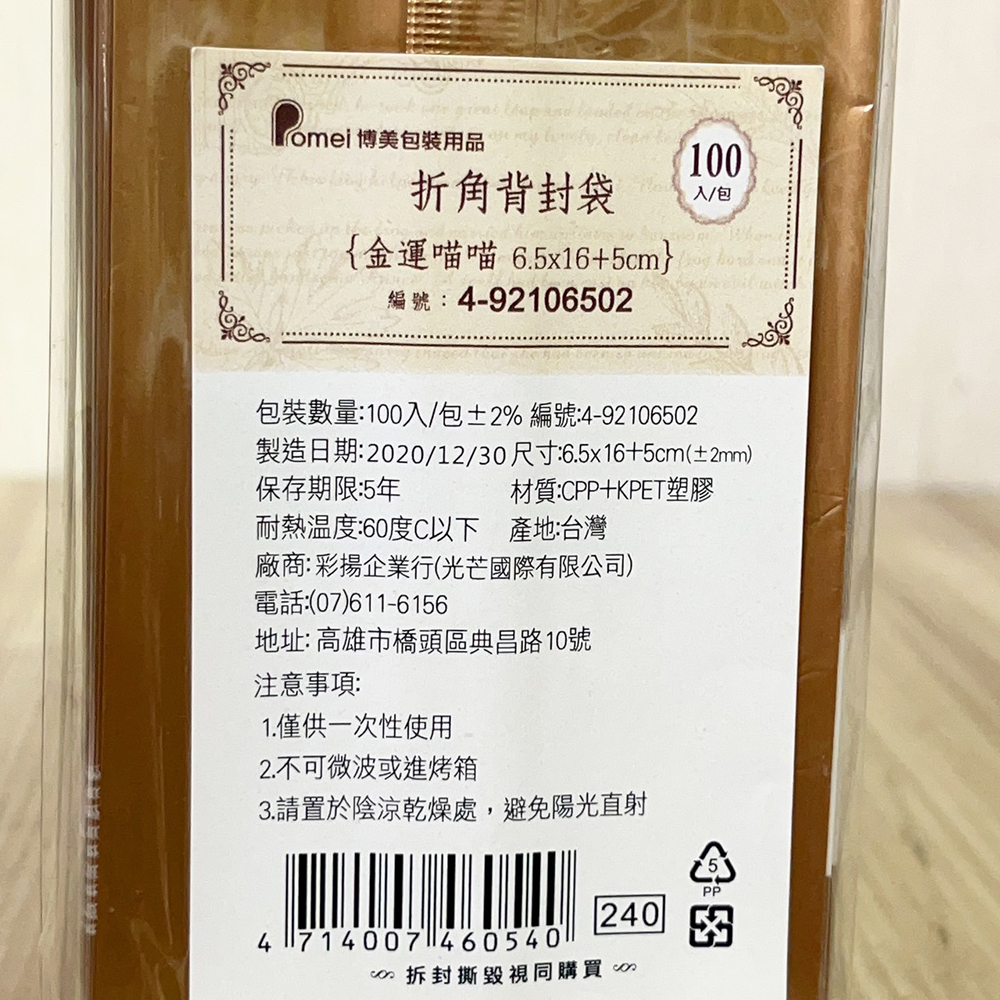 Pomei 博美包裝用品
100
入/包
折角背封袋
{金運喵喵 6.5x16+5cm}
編號：4-92106502
包裝數量:100入/包±2% 編號:4-92106502
製造日期:2020/12/30 尺寸:6.5x16+5cm(±2mm)
保存期限:5年 材質:CPP+KPET塑膠
耐熱温度:60度C以下 產地:台灣
廠商:彩揚企業行(光芒國際有限公司)
電話:(07)611-6156
地址:高雄市橋頭區典昌路10號
注意事項:
1.僅供一次性使用
2.不可微波或進烤箱
3.請置於陰涼乾燥處，避免陽光直射
5
PP
240
4 714007 460540
拆封撕毀視同購買